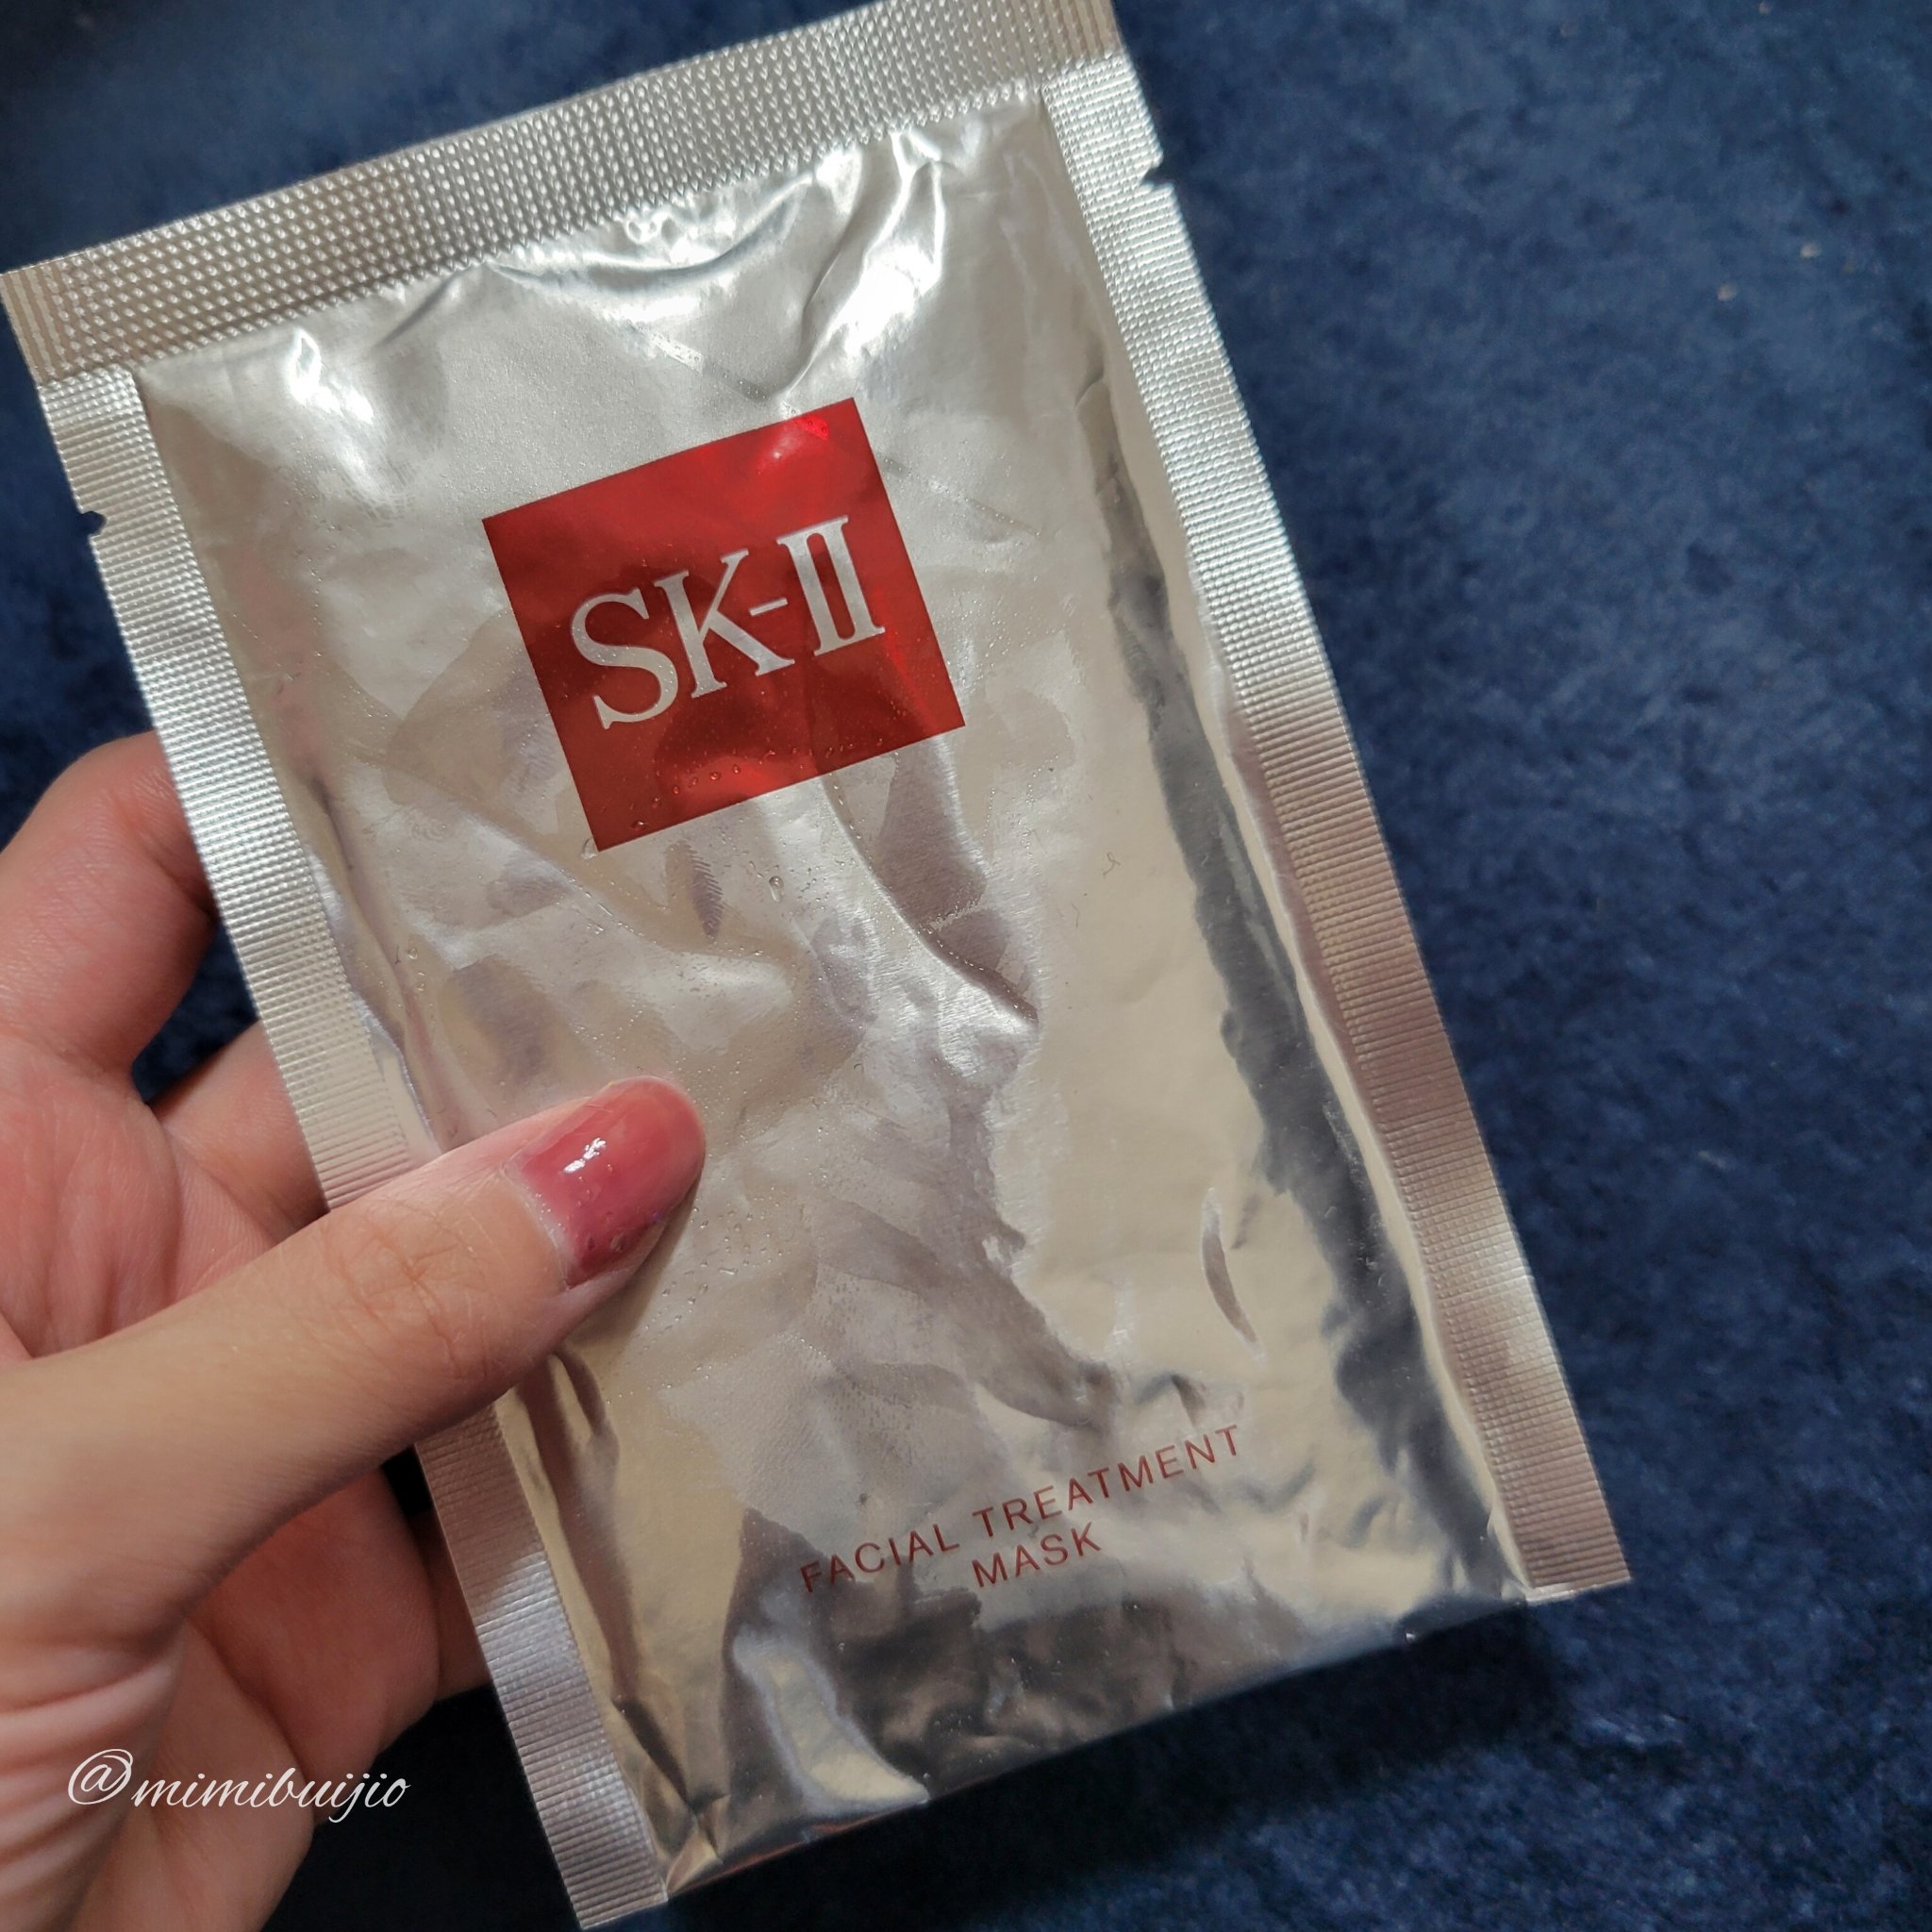 SK-II
FACIAL TREATMENT
MASK
@mimibuijio